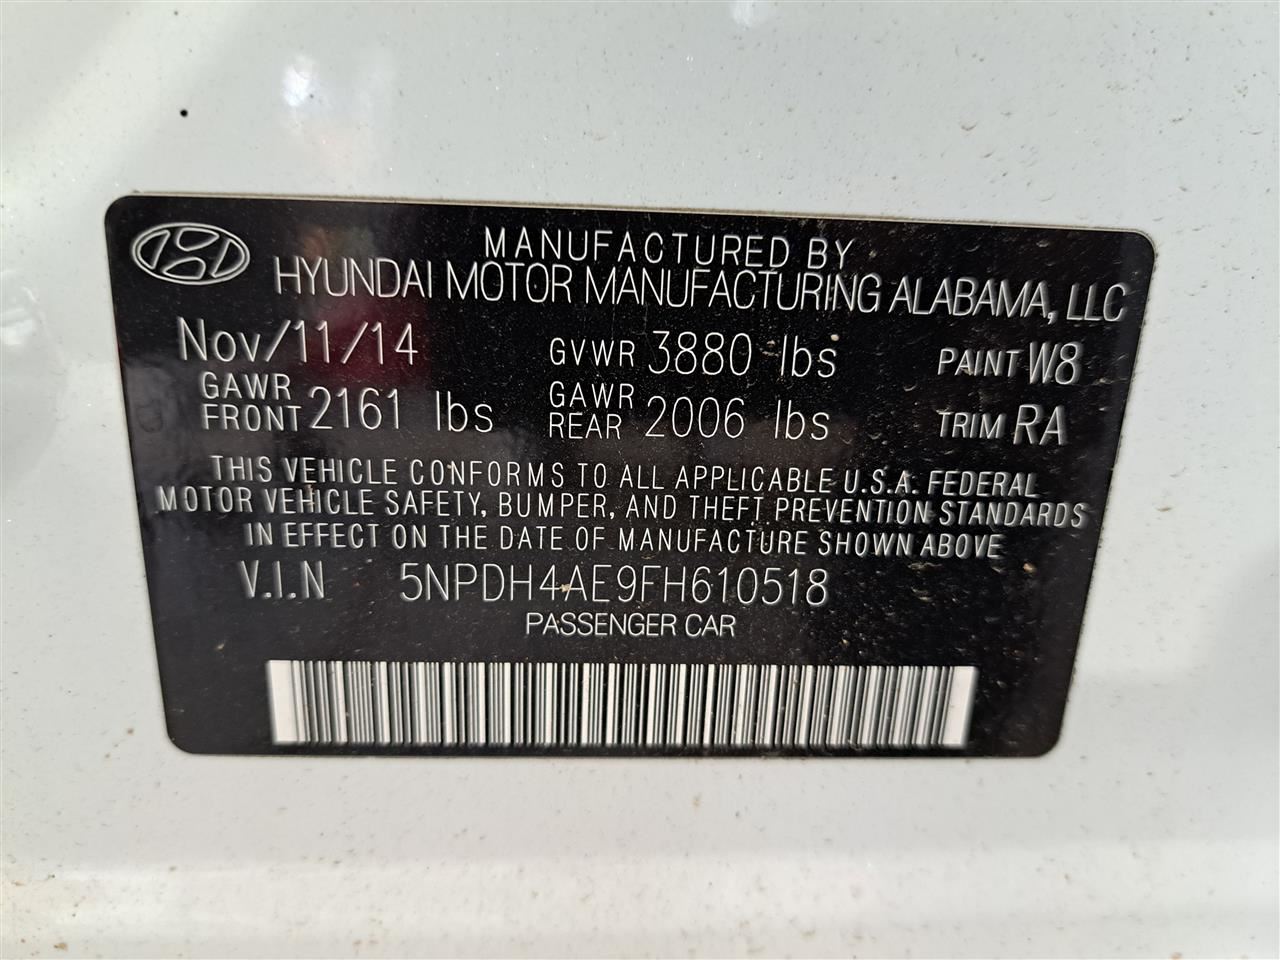 MANUFACTURED BY
HYUNDAI MOTOR MANUFACTURING ALABAMA, LLC
Nov/11/14 GVWR 3880 lbs PAINT W8
GAWR FRONT 2161 lbs GAWR REAR 2006 lbs TRIM RA
THIS VEHICLE CONFORMS TO ALL APPLICABLE U.S.A. FEDERAL
MOTOR VEHICLE SAFETY, BUMPER, AND THEFT PREVENTION STANDARDS
IN EFFECT ON THE DATE OF MANUFACTURE SHOWN ABOVE
V.I.N 5NPDH4AE9FH610518
PASSENGER CAR